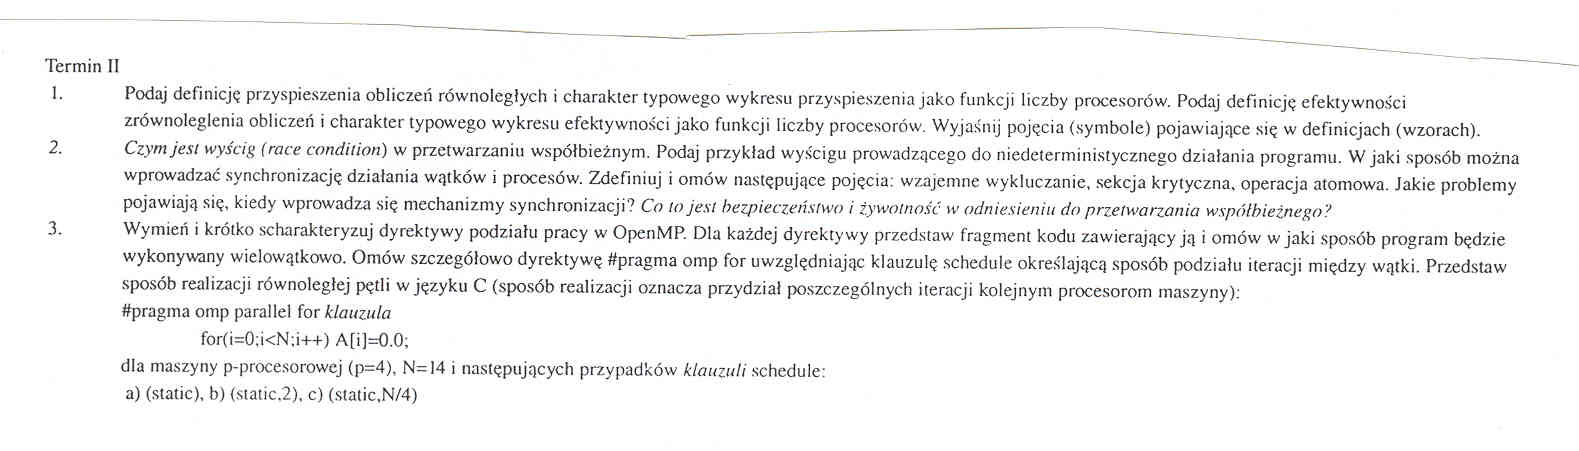 Termin II
1. Podaj definicję przyspieszenia obliczeń równoległych i charakter typowego wykresu przyspieszenia jako funkcji liczby procesorów. Podaj definicję efektywności
zrównoleglenia obliczeń i charakter typowego wykresu efektywności jako funkcji liczby procesorów. Wyjaśnij pojęcia (symbole) pojawiające się w definicjach (wzorach).
2. Czym jest wyścig (race condition) w przetwarzaniu współbieżnym. Podaj przykład wyścigu prowadzącego do niedeterministycznego działania programu. W jaki sposób można
wprowadzać synchronizację działania wątków i procesów. Zdefiniuj i omów następujące pojęcia: wzajemne wykluczanie, sekcja krytyczna, operacja atomowa. Jakie problemy
pojawiają się, kiedy wprowadza się mechanizmy synchronizacji? Co to jest bezpieczeństwo i żywotność w odniesieniu do przetwarzania współbieżnego?
3. Wymień i krótko scharakteryzuj dyrektywy podziału pracy w OpenMP. Dla każdej dyrektywy przedstaw fragment kodu zawierający ją i omów w jaki sposób program będzie
wykonywany wielowątkowo. Omów szczegółowo dyrektywę #pragma omp for uwzględniając klauzulę schedule określającą sposób podziału iteracji między wątki. Przedstaw
sposób realizacji równoległej pętli w języku C (sposób realizacji oznacza przydział poszczególnych iteracji kolejnym procesorom maszyny):
#pragma omp parallel for klauzula
for(i=0;i<N;i++) A[i]=0.0;
dla maszyny p-procesorowej (p=4), N=14 i następujących przypadków klauzuli schedule:
a) (static), b) (static,2), c) (static,N/4)